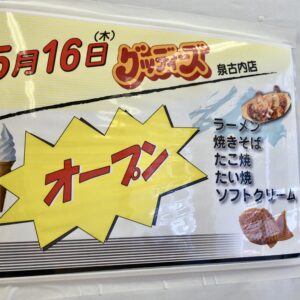 5月16日(木)
グッディーズ 泉古内店
オープン
ラーメン
焼きそば
たこ焼
たい焼
ソフトクリーム